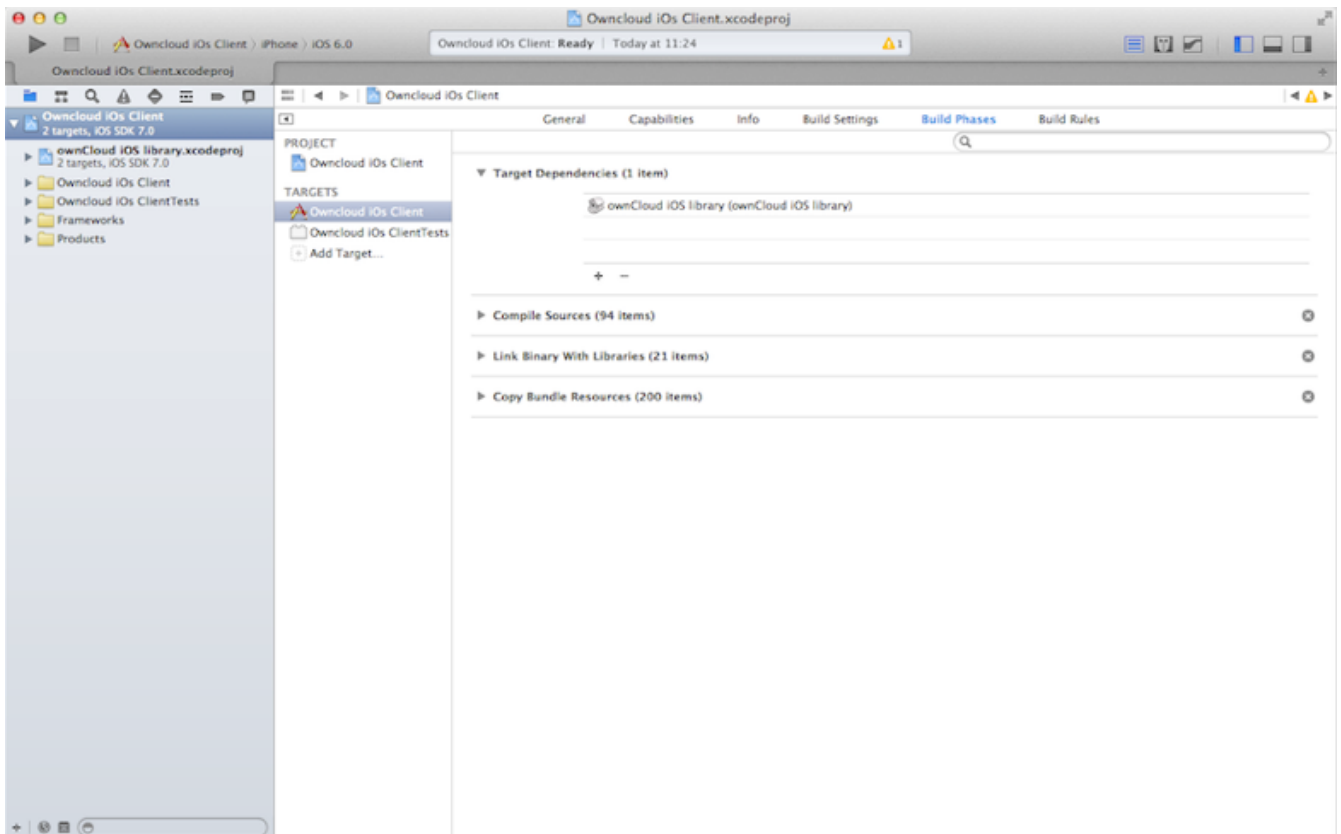 Owncloud iOs Client.xcodeproj
Owncloud iOs Client 〉 iPhone 〉 iOS 6.0
Owncloud iOs Client: Ready | Today at 11:24
1
Owncloud iOs Client.xcodeproj
Owncloud iOs Client
Owncloud iOs Client
2 targets, iOS SDK 7.0
ownCloud iOS library.xcodeproj
2 targets, iOS SDK 7.0
Owncloud iOs Client
Owncloud iOs ClientTests
Frameworks
Products
General
Capabilities
Info
Build Settings
Build Phases
Build Rules
PROJECT
Owncloud iOs Client
TARGETS
Owncloud iOs Client
Owncloud iOs ClientTests
Add Target...
Target Dependencies (1 item)
ownCloud iOS library (ownCloud iOS library)
Compile Sources (94 items)
Link Binary With Libraries (21 items)
Copy Bundle Resources (200 items)